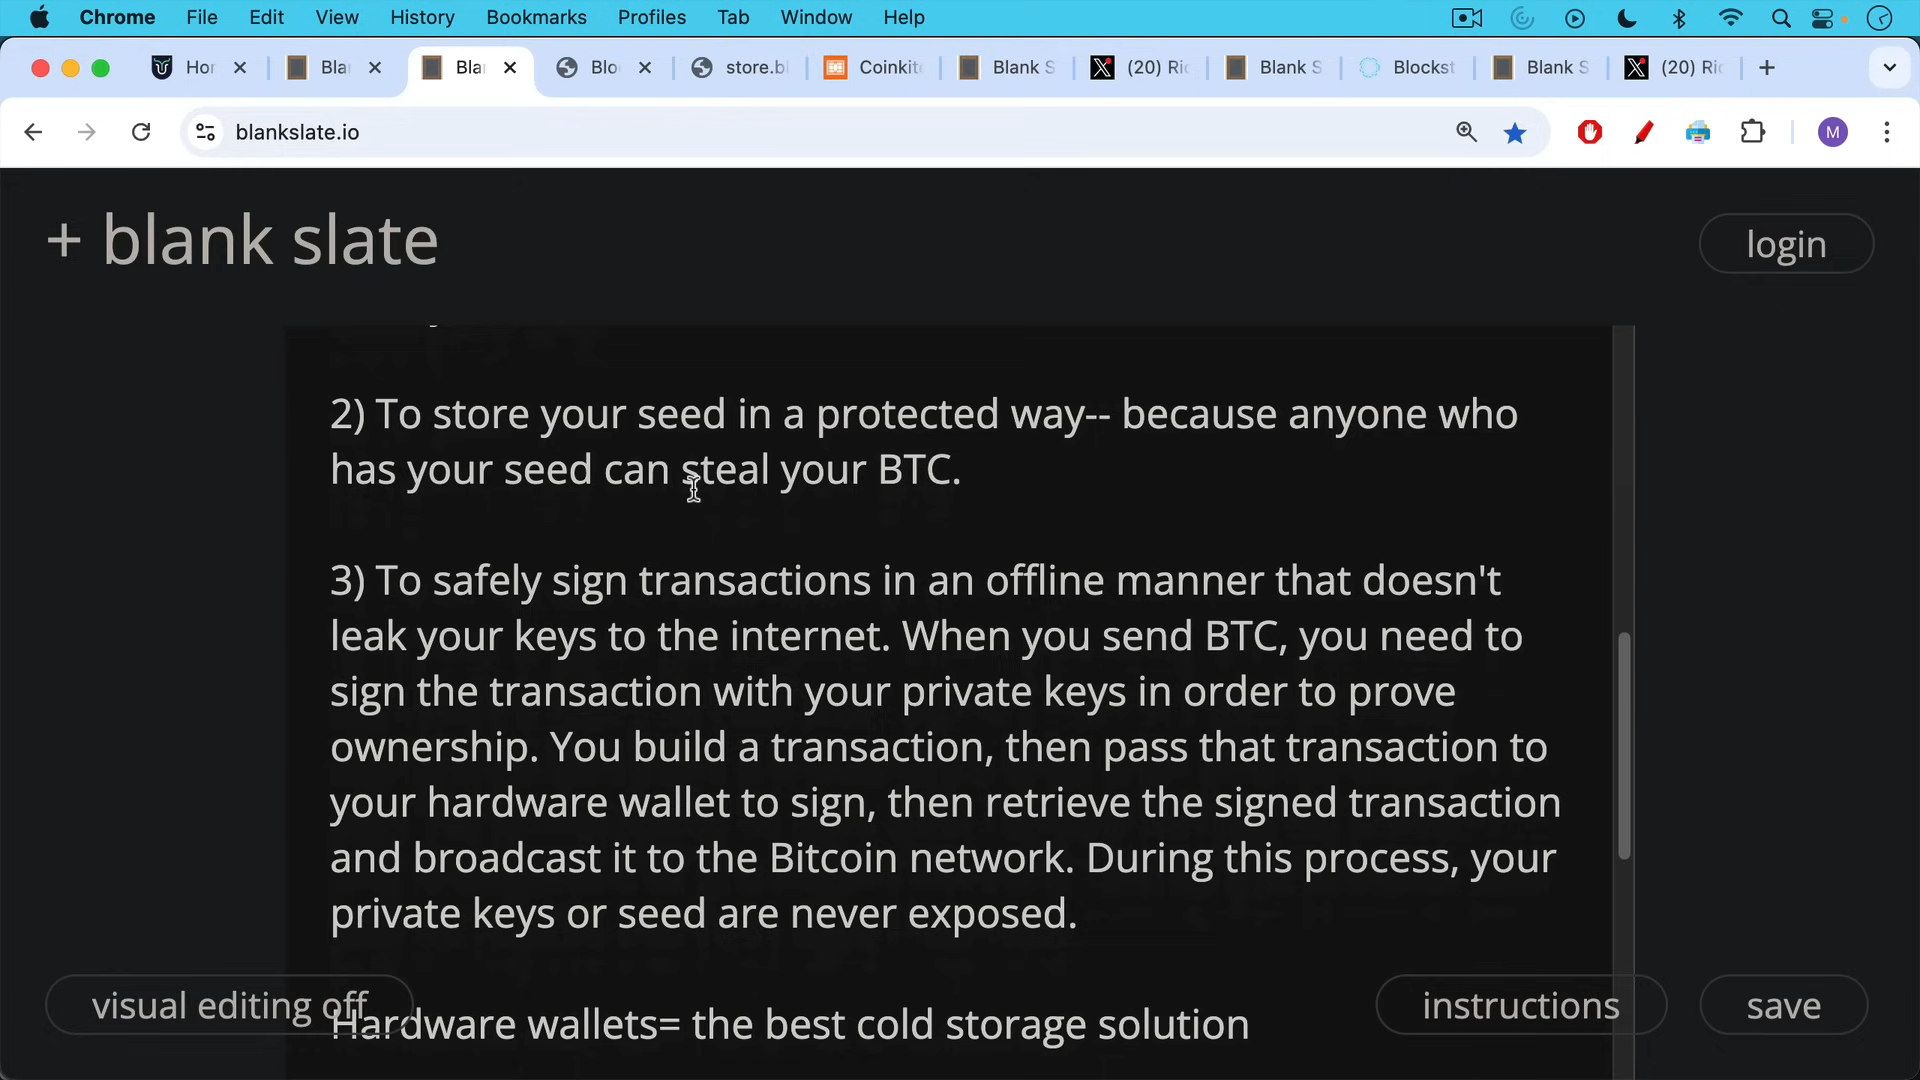 Chrome File Edit View History Bookmarks Profiles Tab Window Help
Hor Bla Bla Blo store.bl Coinkit Blank S (20) Ri Blank S Blockst Blank S (20) Ri
blankslate.io M
+ blank slate
login
2) To store your seed in a protected way-- because anyone who
has your seed can steal your BTC.
3) To safely sign transactions in an offline manner that doesn't
leak your keys to the internet. When you send BTC, you need to
sign the transaction with your private keys in order to prove
ownership. You build a transaction, then pass that transaction to
your hardware wallet to sign, then retrieve the signed transaction
and broadcast it to the Bitcoin network. During this process, your
private keys or seed are never exposed.
Hardware wallets= the best cold storage solution
visual editing off
instructions
save